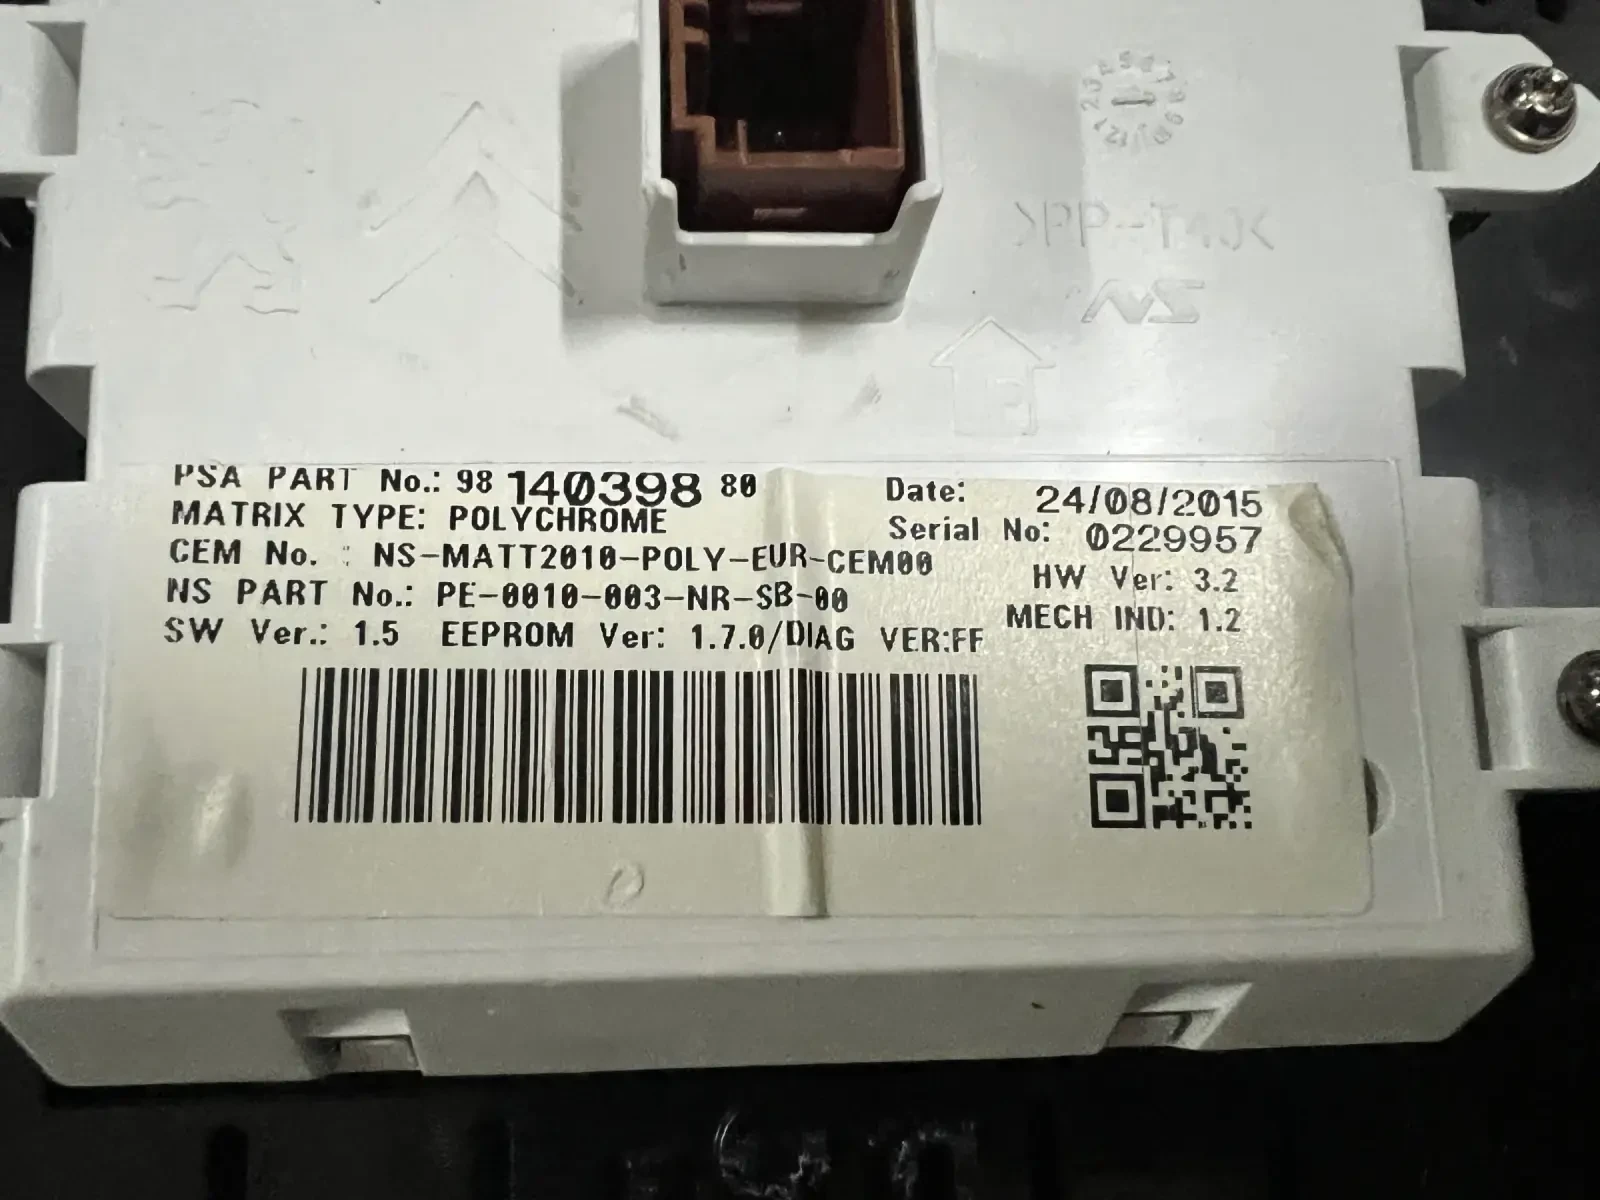 >PP-T40<
PSA PART No.: 98 140398 80
MATRIX TYPE: POLYCHROME
CEM No. : NS-MATT2010-POLY-EUR-CEM00
NS PART No.: PE-0010-003-NR-SB-00
SW Ver.: 1.5 EEPROM Ver: 1.7.0/DIAG VER:FF
Date: 24/08/2015
Serial No: 0229957
HW Ver: 3.2
MECH IND: 1.2